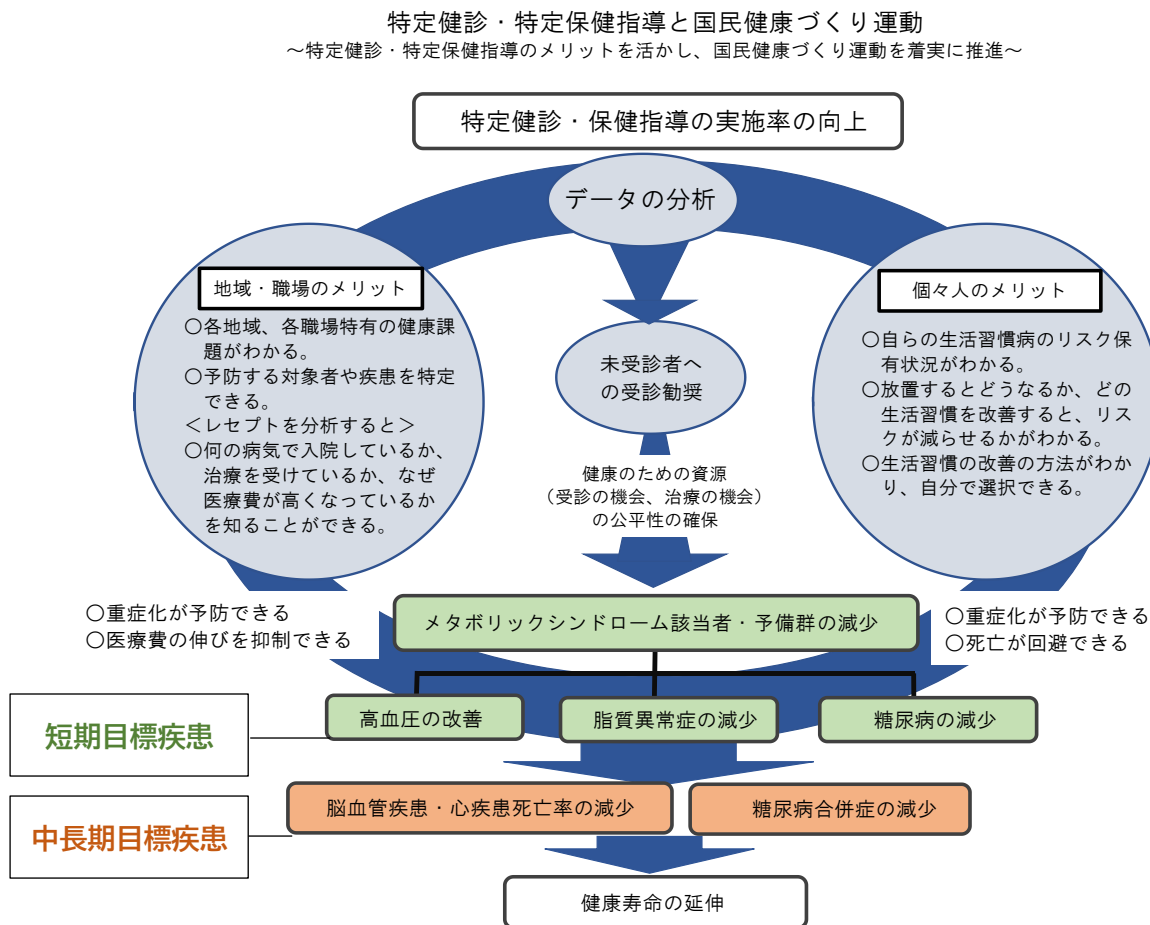 特定健診・特定保健指導と国民健康づくり運動
～特定健診・特定保健指導のメリットを活かし、国民健康づくり運動を着実に推進～
特定健診・保健指導の実施率の向上
データの分析
地域・職場のメリット
○各地域、各職場特有の健康課
題がわかる。
○予防する対象者や疾患を特定
できる。
＜レセプトを分析すると＞
○何の病気で入院しているか、
治療を受けているか、なぜ
医療費が高くなっているか
を知ることができる。
未受診者へ
の受診勧奨
健康のための資源
（受診の機会、治療の機会）
の公平性の確保
個々人のメリット
○自らの生活習慣病のリスク保
有状況がわかる。
○放置するとどうなるか、どの
生活習慣を改善すると、リス
クが減らせるかがわかる。
○生活習慣の改善の方法がわか
り、自分で選択できる。
○重症化が予防できる
○医療費の伸びを抑制できる
メタボリックシンドローム該当者・予備群の減少
○重症化が予防できる
○死亡が回避できる
短期目標疾患
高血圧の改善
脂質異常症の減少
糖尿病の減少
中長期目標疾患
脳血管疾患・心疾患死亡率の減少
糖尿病合併症の減少
健康寿命の延伸